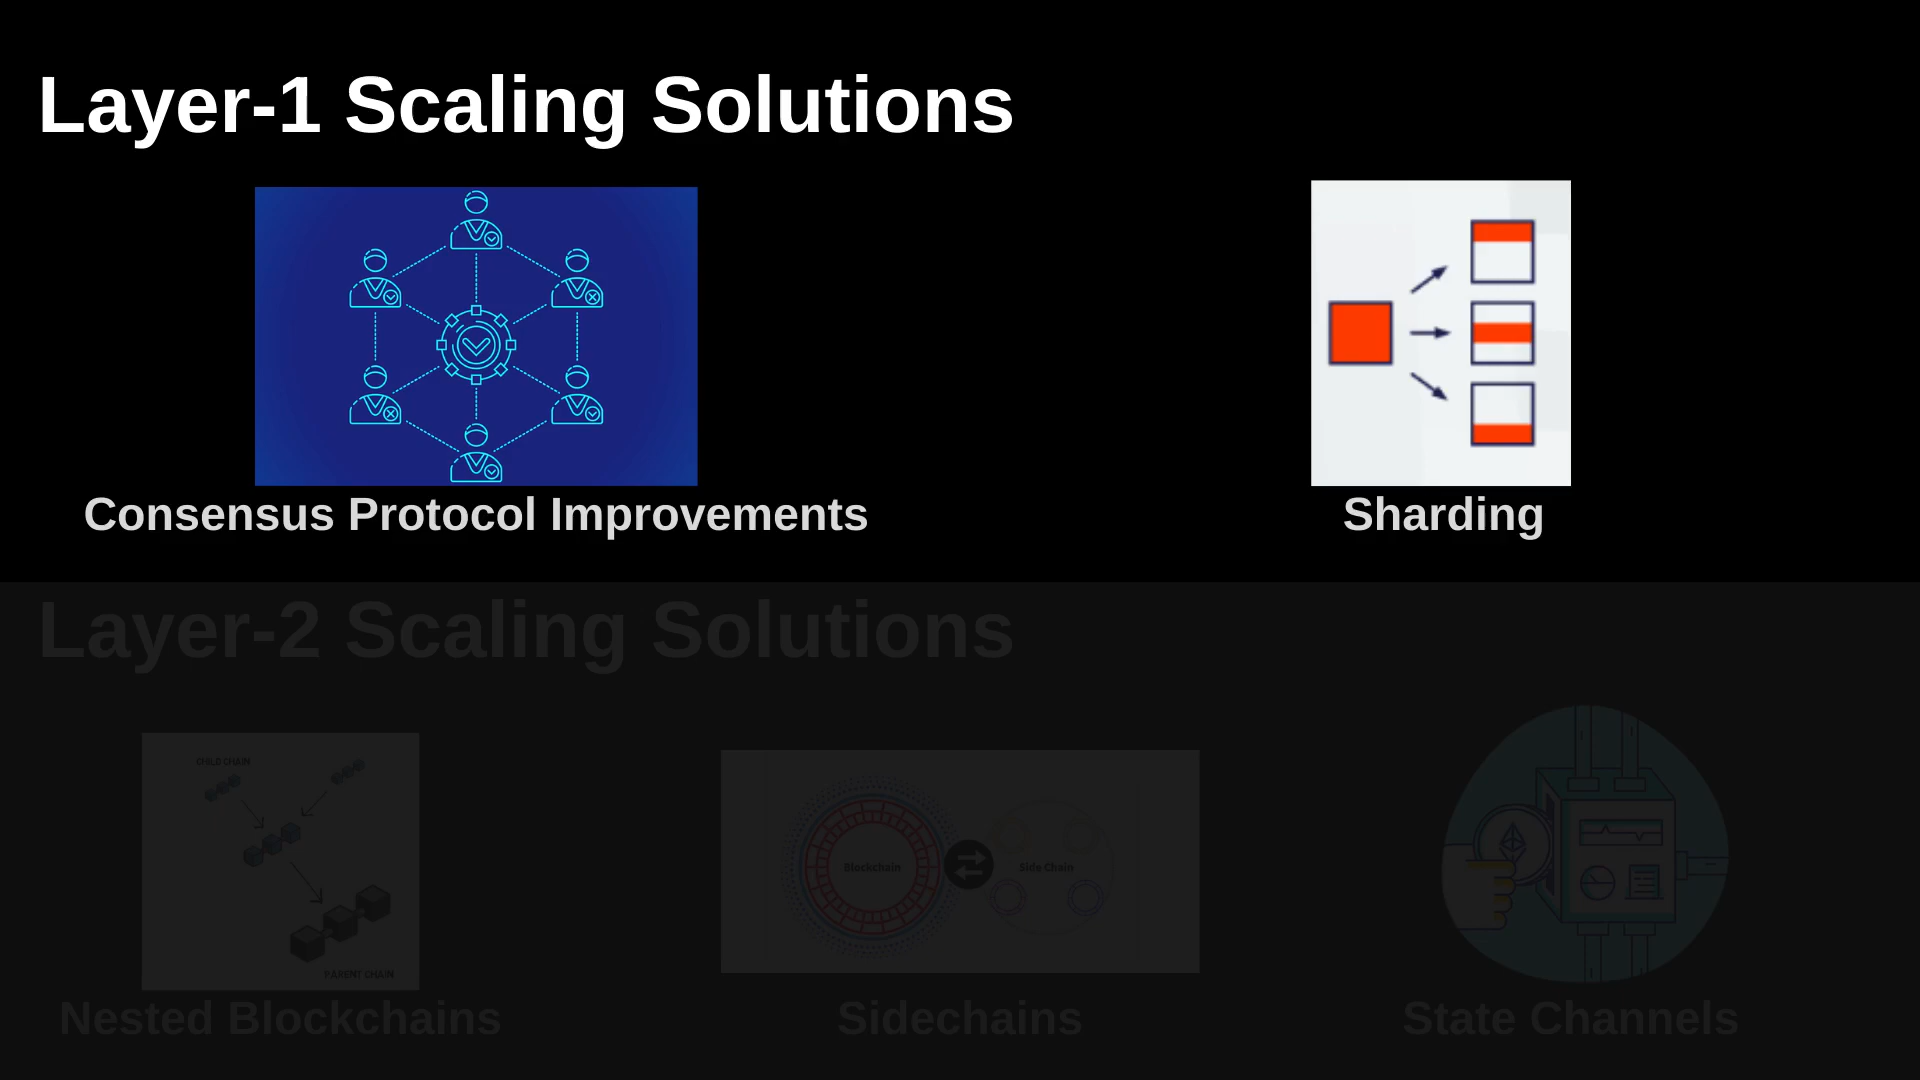 Layer-1 Scaling Solutions
Consensus Protocol Improvements
Sharding
Layer-2 Scaling Solutions
CHILD CHAIN
PARENT CHAIN
Blockchain
Side Chain
Nested Blockchains
Sidechains
State Channels